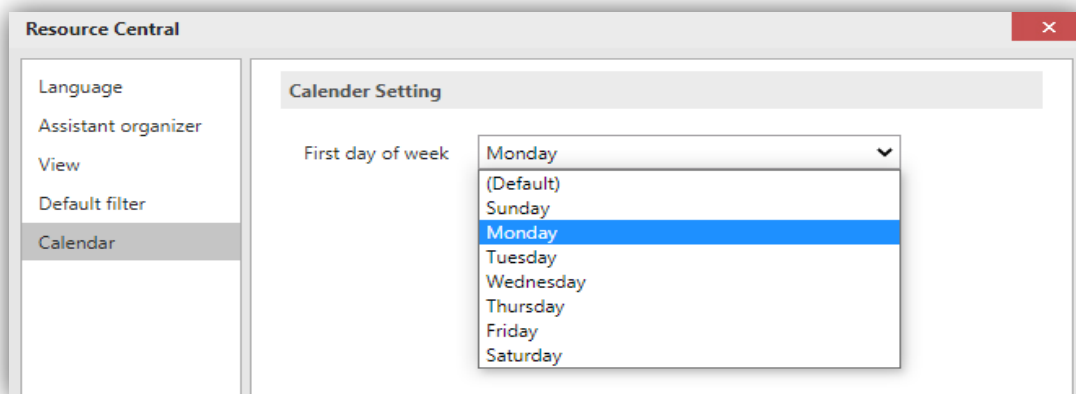 Resource Central
Language
Assistant organizer
View
Default filter
Calendar
Calender Setting
First day of week Monday
(Default)
Sunday
Monday
Tuesday
Wednesday
Thursday
Friday
Saturday